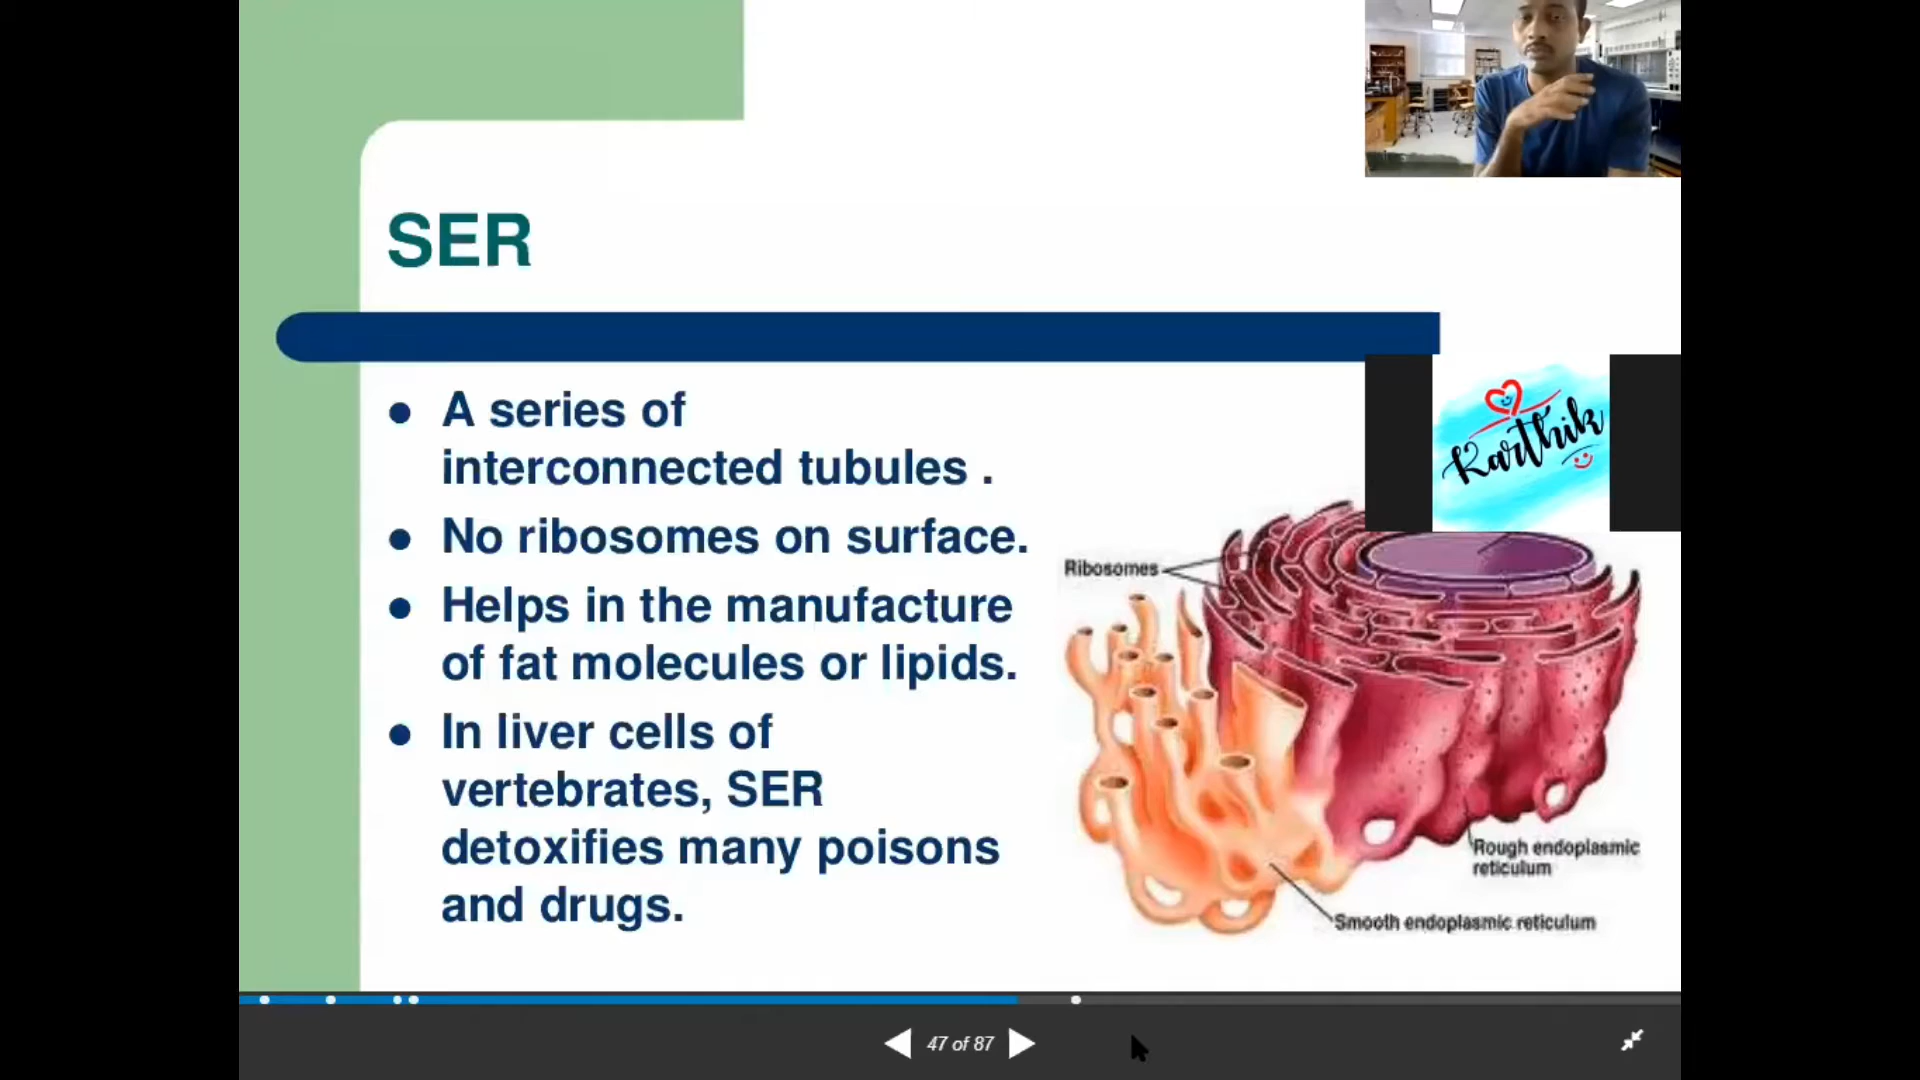 SER
A series of
interconnected tubules .
No ribosomes on surface.
Helps in the manufacture
of fat molecules or lipids.
In liver cells of
vertebrates, SER
detoxifies many poisons
and drugs.
Karthik
Ribosomes
Rough endoplasmic
reticulum
Smooth endoplasmic reticulum
47 of 87